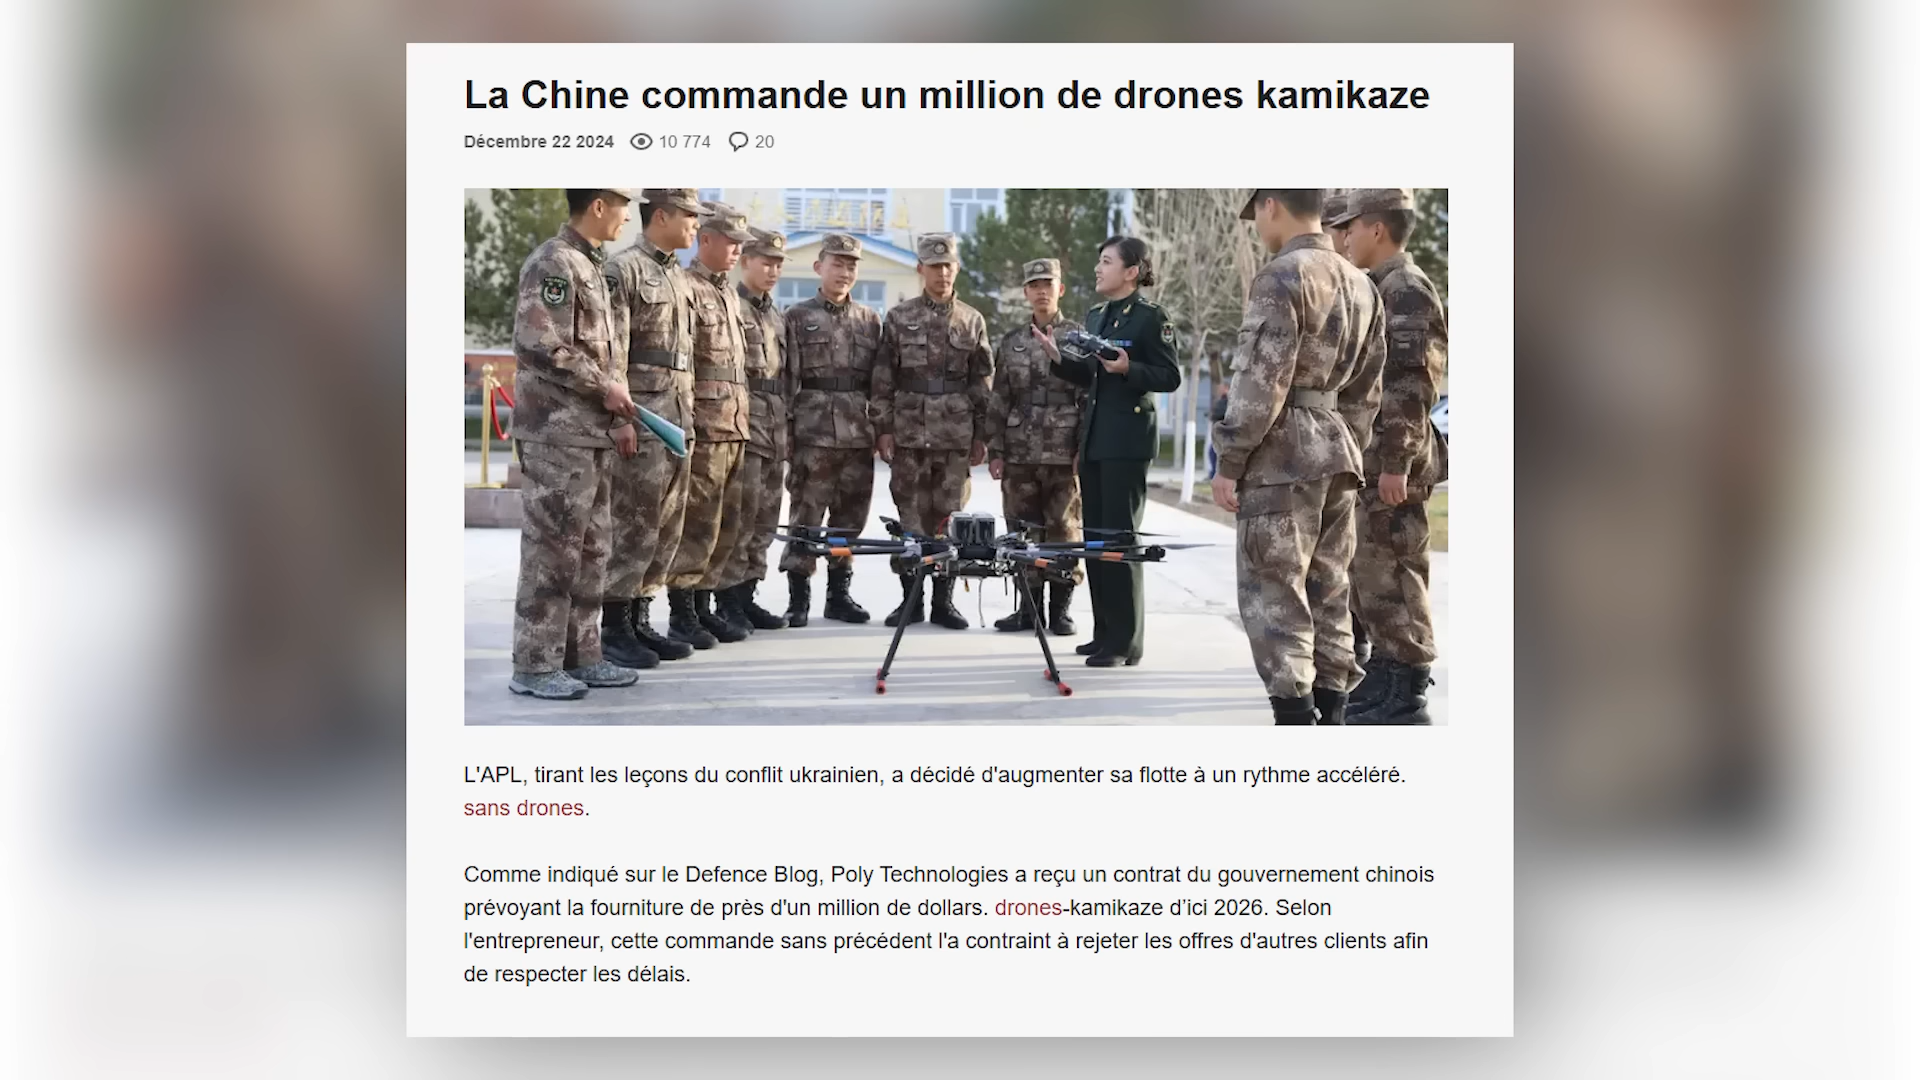 La Chine commande un million de drones kamikaze
Décembre 22 2024 10 774 20
L'APL, tirant les leçons du conflit ukrainien, a décidé d'augmenter sa flotte à un rythme accéléré.
sans drones.
Comme indiqué sur le Defence Blog, Poly Technologies a reçu un contrat du gouvernement chinois
prévoyant la fourniture de près d'un million de dollars. drones-kamikaze d’ici 2026. Selon
l'entrepreneur, cette commande sans précédent l'a contraint à rejeter les offres d'autres clients afin
de respecter les délais.